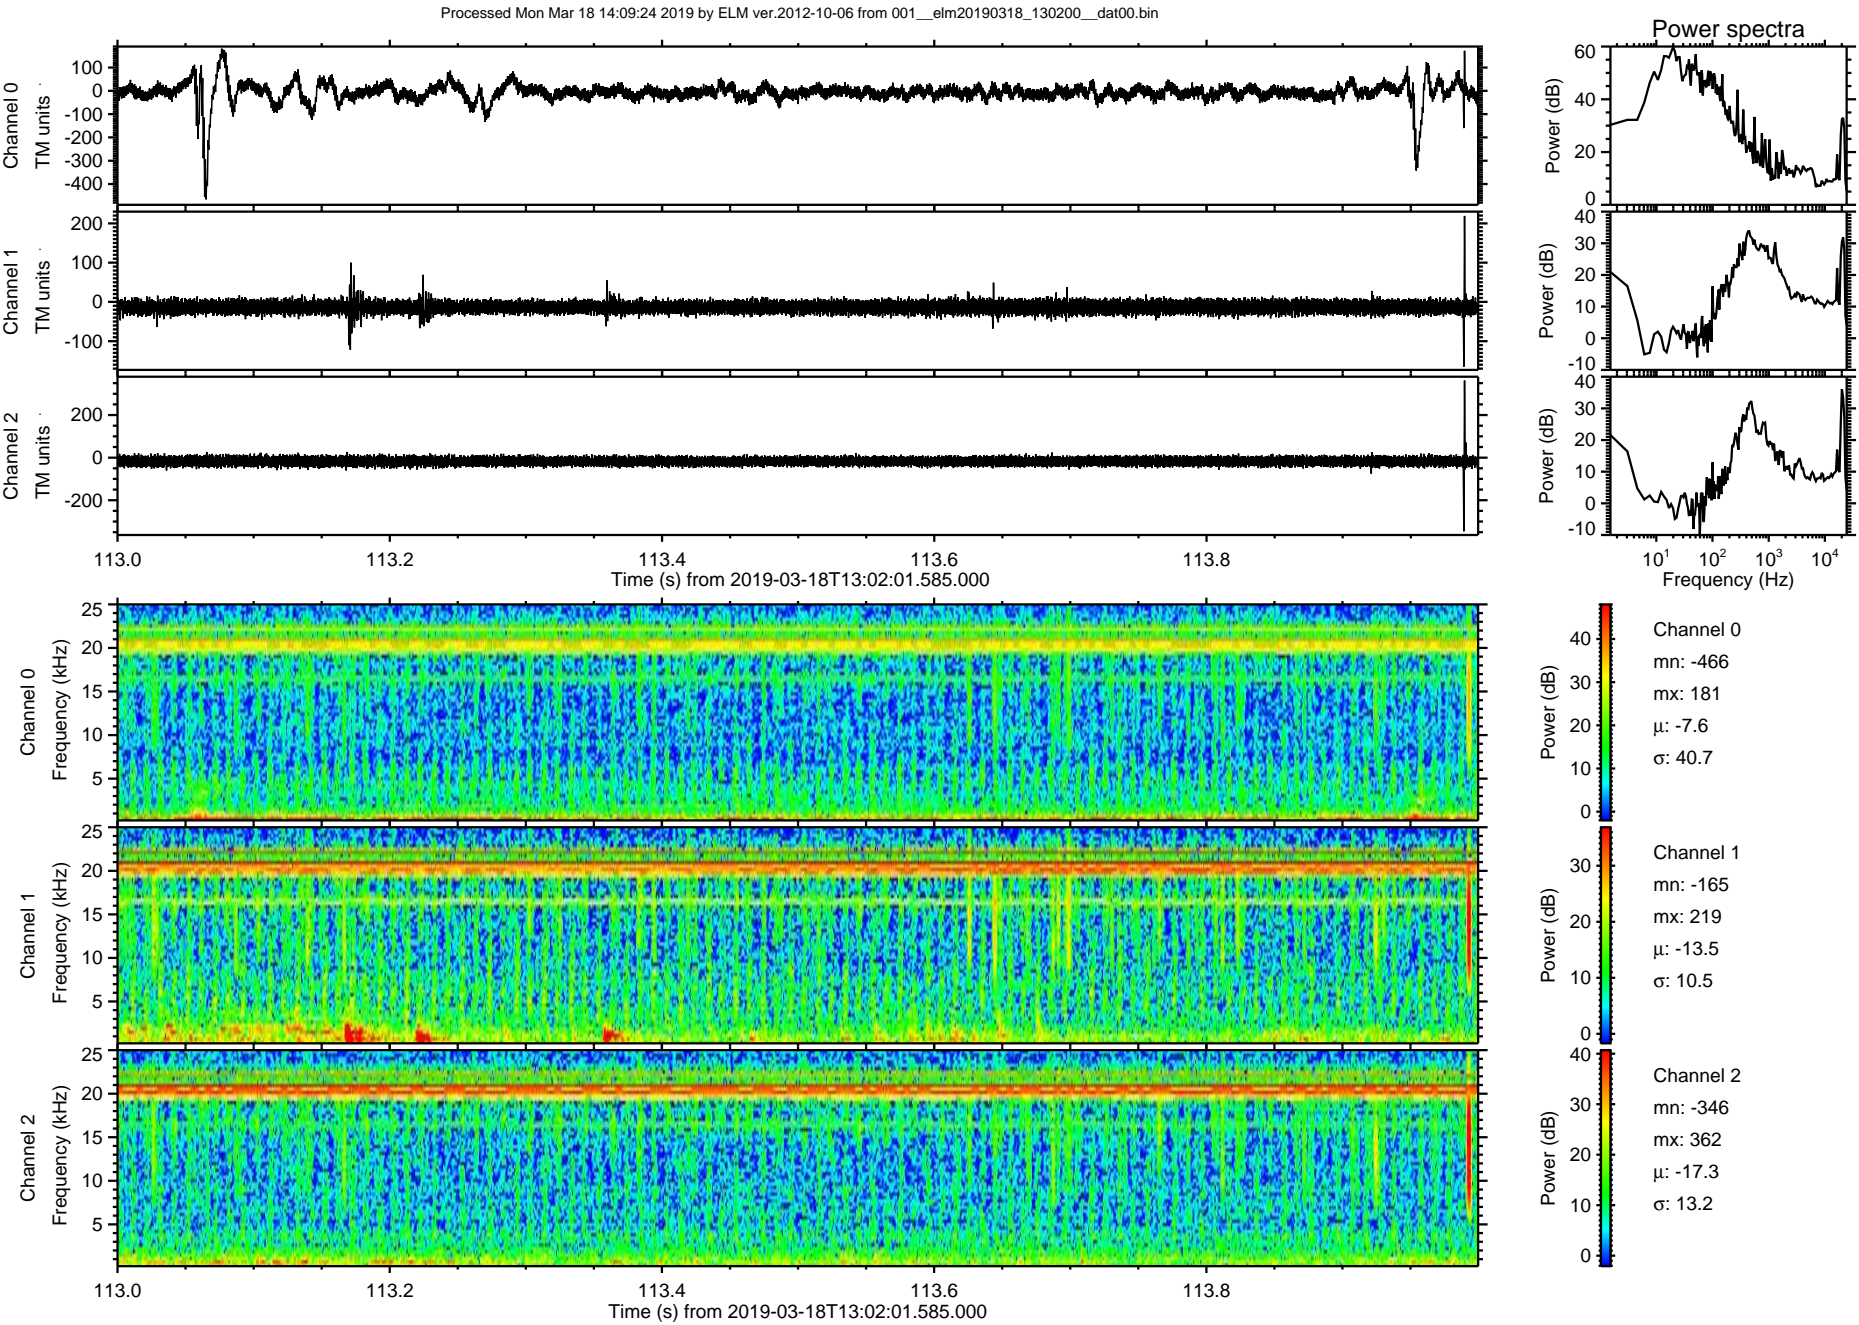 Processed Mon Mar 18 14:09:24 2019 by ELM ver.2012-10-06 from 001__elm20190318_130200__dat00.bin
Power spectra
Channel 0
TM units
100
0
-100
-200
-300
-400
Power (dB)
60
40
20
0
Channel 1
TM units
200
100
0
-100
Power (dB)
40
30
20
10
0
-10
Channel 2
TM units
200
0
-200
Power (dB)
40
30
20
10
0
-10
113.0 113.2 113.4 113.6 113.8
Time (s) from 2019-03-18T13:02:01.585.000
10^1 10^2 10^3 10^4
Frequency (Hz)
Channel 0
Frequency (kHz)
25
20
15
10
5
Power (dB)
40
30
20
10
0
Channel 0
mn: -466
mx: 181
μ: -7.6
σ: 40.7
Channel 1
Frequency (kHz)
25
20
15
10
5
Power (dB)
30
20
10
0
Channel 1
mn: -165
mx: 219
μ: -13.5
σ: 10.5
Channel 2
Frequency (kHz)
25
20
15
10
5
Power (dB)
40
30
20
10
0
Channel 2
mn: -346
mx: 362
μ: -17.3
σ: 13.2
113.0 113.2 113.4 113.6 113.8
Time (s) from 2019-03-18T13:02:01.585.000